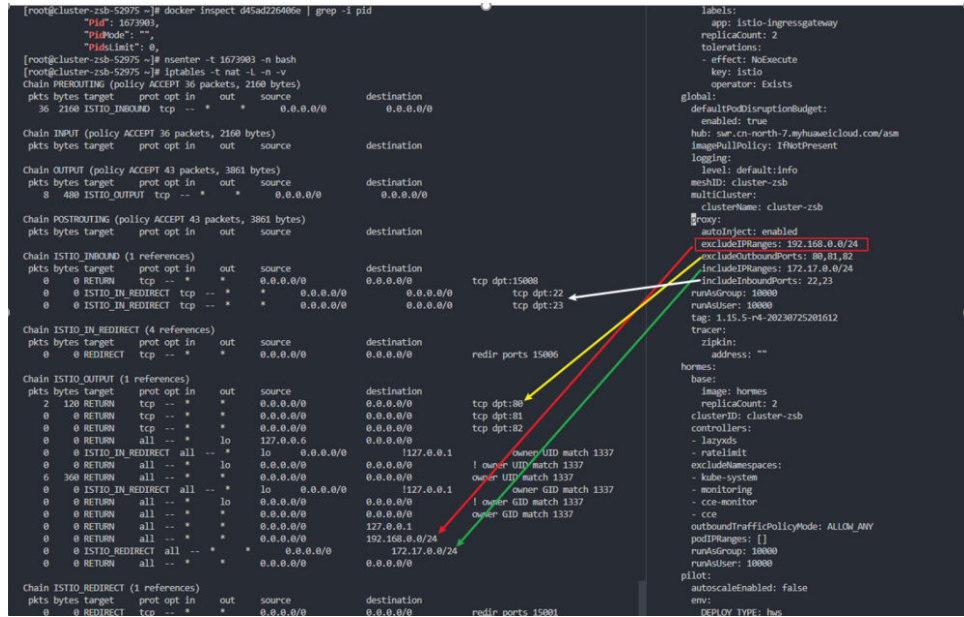 [root@cluster-zsb-52975 ~]# docker inspect d45ad226406e | grep -i pid
"Pid": 1673903,
"PidMode": "",
"PidsLimit": 0,
[root@cluster-zsb-52975 ~]# nsenter -t 1673903 -n bash
[root@cluster-zsb-52975 ~]# iptables -t nat -L -n -v
Chain PREROUTING (policy ACCEPT 36 packets, 2160 bytes)
pkts bytes target prot opt in out source destination
36 2160 ISTIO_INBOUND tcp -- * * 0.0.0.0/0 0.0.0.0/0
Chain INPUT (policy ACCEPT 36 packets, 2160 bytes)
pkts bytes target prot opt in out source destination
Chain OUTPUT (policy ACCEPT 43 packets, 3861 bytes)
pkts bytes target prot opt in out source destination
8 480 ISTIO_OUTPUT tcp -- * * 0.0.0.0/0 0.0.0.0/0
Chain POSTROUTING (policy ACCEPT 43 packets, 3861 bytes)
pkts bytes target prot opt in out source destination
Chain ISTIO_INBOUND (1 references)
pkts bytes target prot opt in out source destination
0 0 RETURN tcp -- * * 0.0.0.0/0 0.0.0.0/0 tcp dpt:15008
0 0 ISTIO_IN_REDIRECT tcp -- * * 0.0.0.0/0 0.0.0.0/0 tcp dpt:22
0 0 ISTIO_IN_REDIRECT tcp -- * * 0.0.0.0/0 0.0.0.0/0 tcp dpt:23
Chain ISTIO_IN_REDIRECT (4 references)
pkts bytes target prot opt in out source destination
0 0 REDIRECT tcp -- * * 0.0.0.0/0 0.0.0.0/0 redir ports 15006
Chain ISTIO_OUTPUT (1 references)
pkts bytes target prot opt in out source destination
2 120 RETURN tcp -- * * 0.0.0.0/0 0.0.0.0/0 tcp dpt:80
0 0 RETURN tcp -- * * 0.0.0.0/0 0.0.0.0/0 tcp dpt:81
0 0 RETURN tcp -- * * 0.0.0.0/0 0.0.0.0/0 tcp dpt:82
0 0 RETURN all -- * lo 127.0.0.6 0.0.0.0/0
0 0 ISTIO_IN_REDIRECT all -- * lo 0.0.0.0/0 !127.0.0.1 owner UID match 1337
0 0 RETURN all -- * lo 0.0.0.0/0 0.0.0.0/0 ! owner UID match 1337
6 360 RETURN all -- * * 0.0.0.0/0 0.0.0.0/0 owner UID match 1337
0 0 ISTIO_IN_REDIRECT all -- * lo 0.0.0.0/0 !127.0.0.1 owner GID match 1337
0 0 RETURN all -- * lo 0.0.0.0/0 0.0.0.0/0 ! owner GID match 1337
0 0 RETURN all -- * * 0.0.0.0/0 0.0.0.0/0 owner GID match 1337
0 0 RETURN all -- * * 0.0.0.0/0 127.0.0.1
0 0 RETURN all -- * * 0.0.0.0/0 192.168.0.0/24
0 0 ISTIO_REDIRECT all -- * * 0.0.0.0/0 172.17.0.0/24
0 0 RETURN all -- * * 0.0.0.0/0 0.0.0.0/0
Chain ISTIO_REDIRECT (1 references)
pkts bytes target prot opt in out source destination
0 0 REDIRECT tcp -- * * 0.0.0.0/0 0.0.0.0/0 redir ports 15001
labels:
app: istio-ingressgateway
replicaCount: 2
tolerations:
- effect: NoExecute
key: istio
operator: Exists
global:
defaultPodDisruptionBudget:
enabled: true
hub: swr.cn-north-7.myhuaweicloud.com/asm
imagePullPolicy: IfNotPresent
logging:
level: default:info
meshID: cluster-zsb
multiCluster:
clusterName: cluster-zsb
proxy:
autoInject: enabled
excludeIPRanges: 192.168.0.0/24
excludeOutboundPorts: 80,81,82
includeIPRanges: 172.17.0.0/24
includeInboundPorts: 22,23
runAsGroup: 10000
runAsUser: 10000
tag: 1.15.5-r4-20230725201612
tracer:
zipkin:
address: ""
hormes:
base:
image: hormes
replicaCount: 2
clusterID: cluster-zsb
controllers:
- lazyxds
- ratelimit
excludeNamespaces:
- kube-system
- monitoring
- cce-monitor
- cce
outboundTrafficPolicyMode: ALLOW_ANY
podIPRanges: []
runAsGroup: 10000
runAsUser: 10000
pilot:
autoscaleEnabled: false
env:
DEPLOY_TYPE: hws